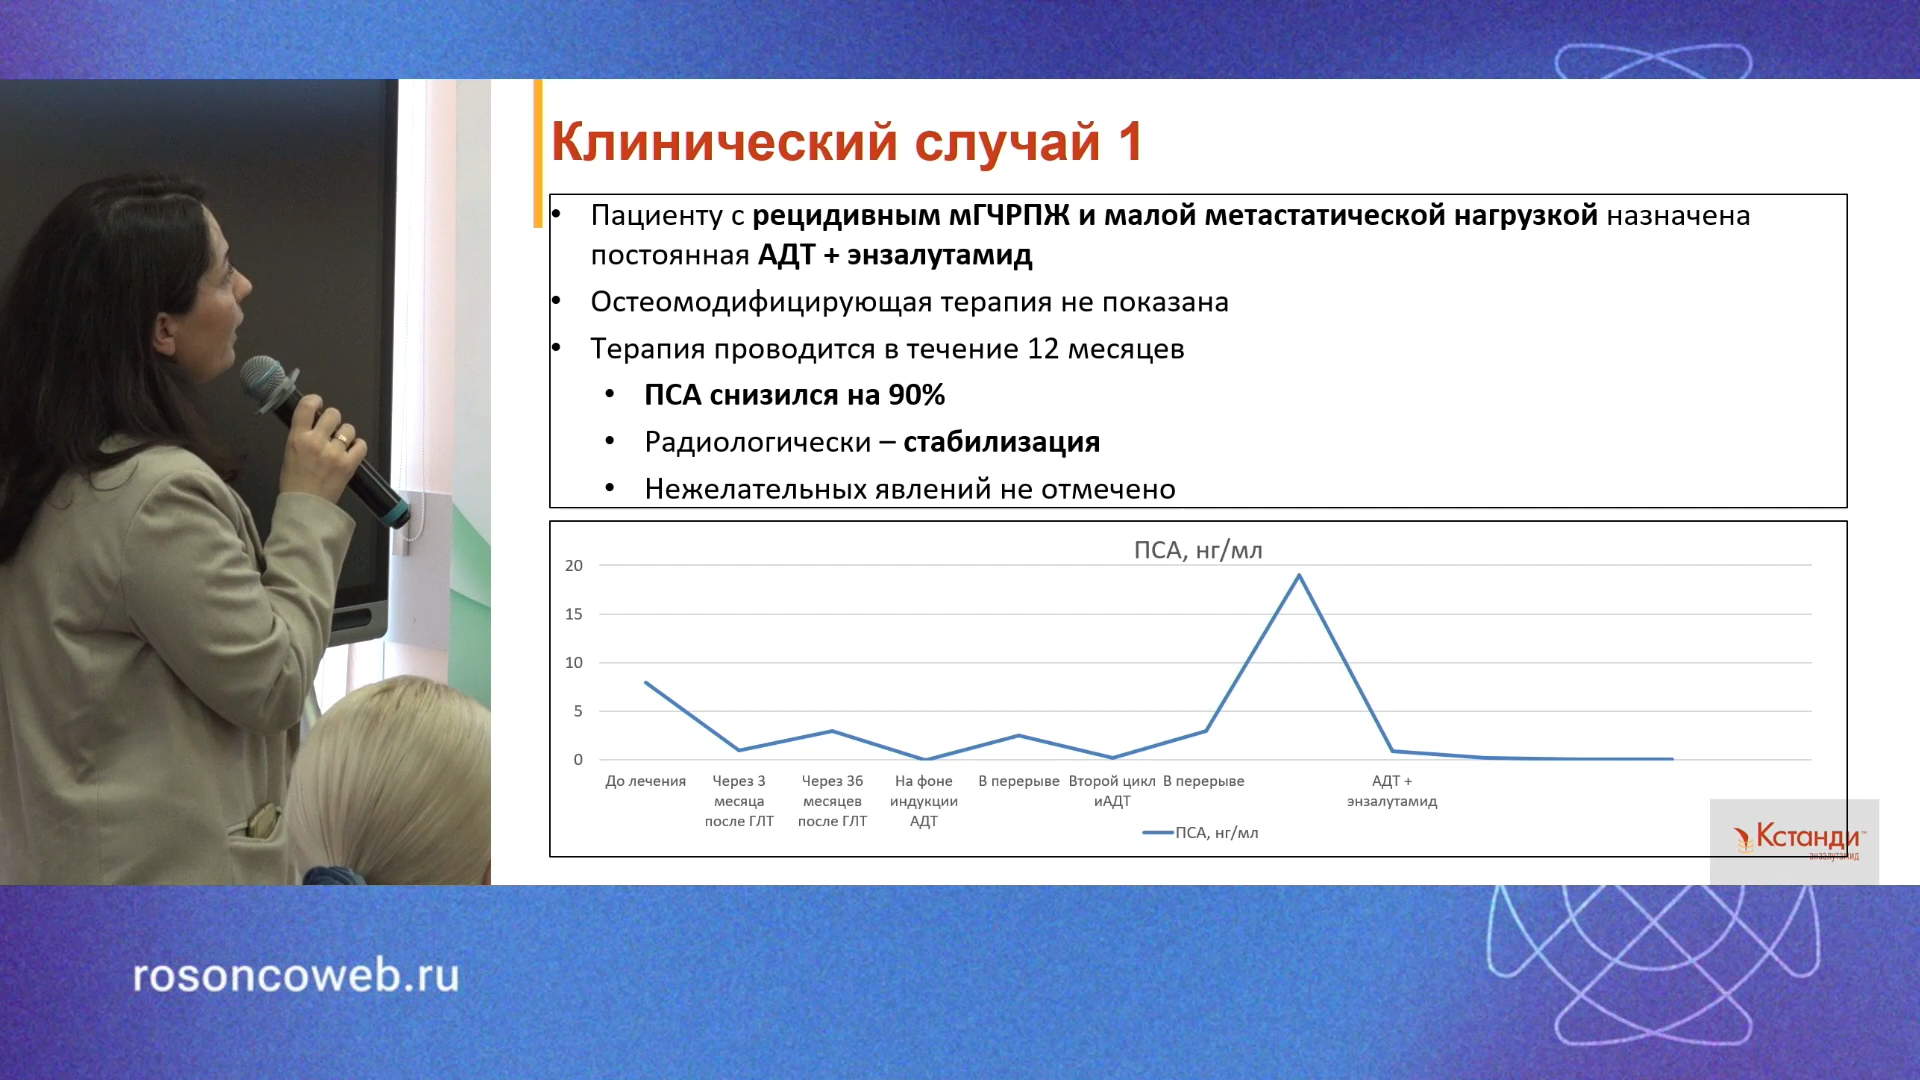 Клинический случай 1
• Пациенту с рецидивным мГЧРПЖ и малой метастатической нагрузкой назначена
постоянная АДТ + энзалутамид
• Остеомодифицирующая терапия не показана
• Терапия проводится в течение 12 месяцев
• ПСА снизился на 90%
• Радиологически – стабилизация
• Нежелательных явлений не отмечено
ПСА, нг/мл
20
15
10
5
0
До лечения
Через 3
месяца
после ГЛТ
Через 36
месяцев
после ГЛТ
На фоне
индукции
АДТ
В перерыве
Второй цикл
иАДТ
В перерыве
АДТ +
энзалутамид
ПСА, нг/мл
Кстанди™
энзалутамид
rosoncoweb.ru